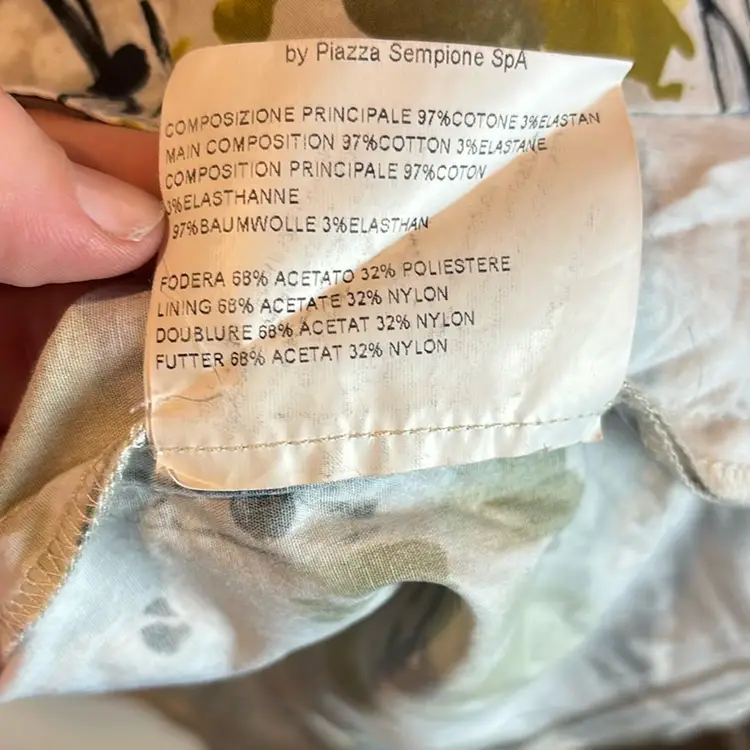 by Piazza Sempione SpA
COMPOSIZIONE PRINCIPALE 97%COTONE 3%ELASTAN
MAIN COMPOSITION 97%COTTON 3%ELASTANE
COMPOSITION PRINCIPALE 97%COTON
3%ELASTHANNE
97%BAUMWOLLE 3%ELASTHAN
FODERA 68% ACETATO 32% POLIESTERE
LINING 68% ACETATE 32% NYLON
DOUBLURE 68% ACETAT 32% NYLON
FUTTER 68% ACETAT 32% NYLON